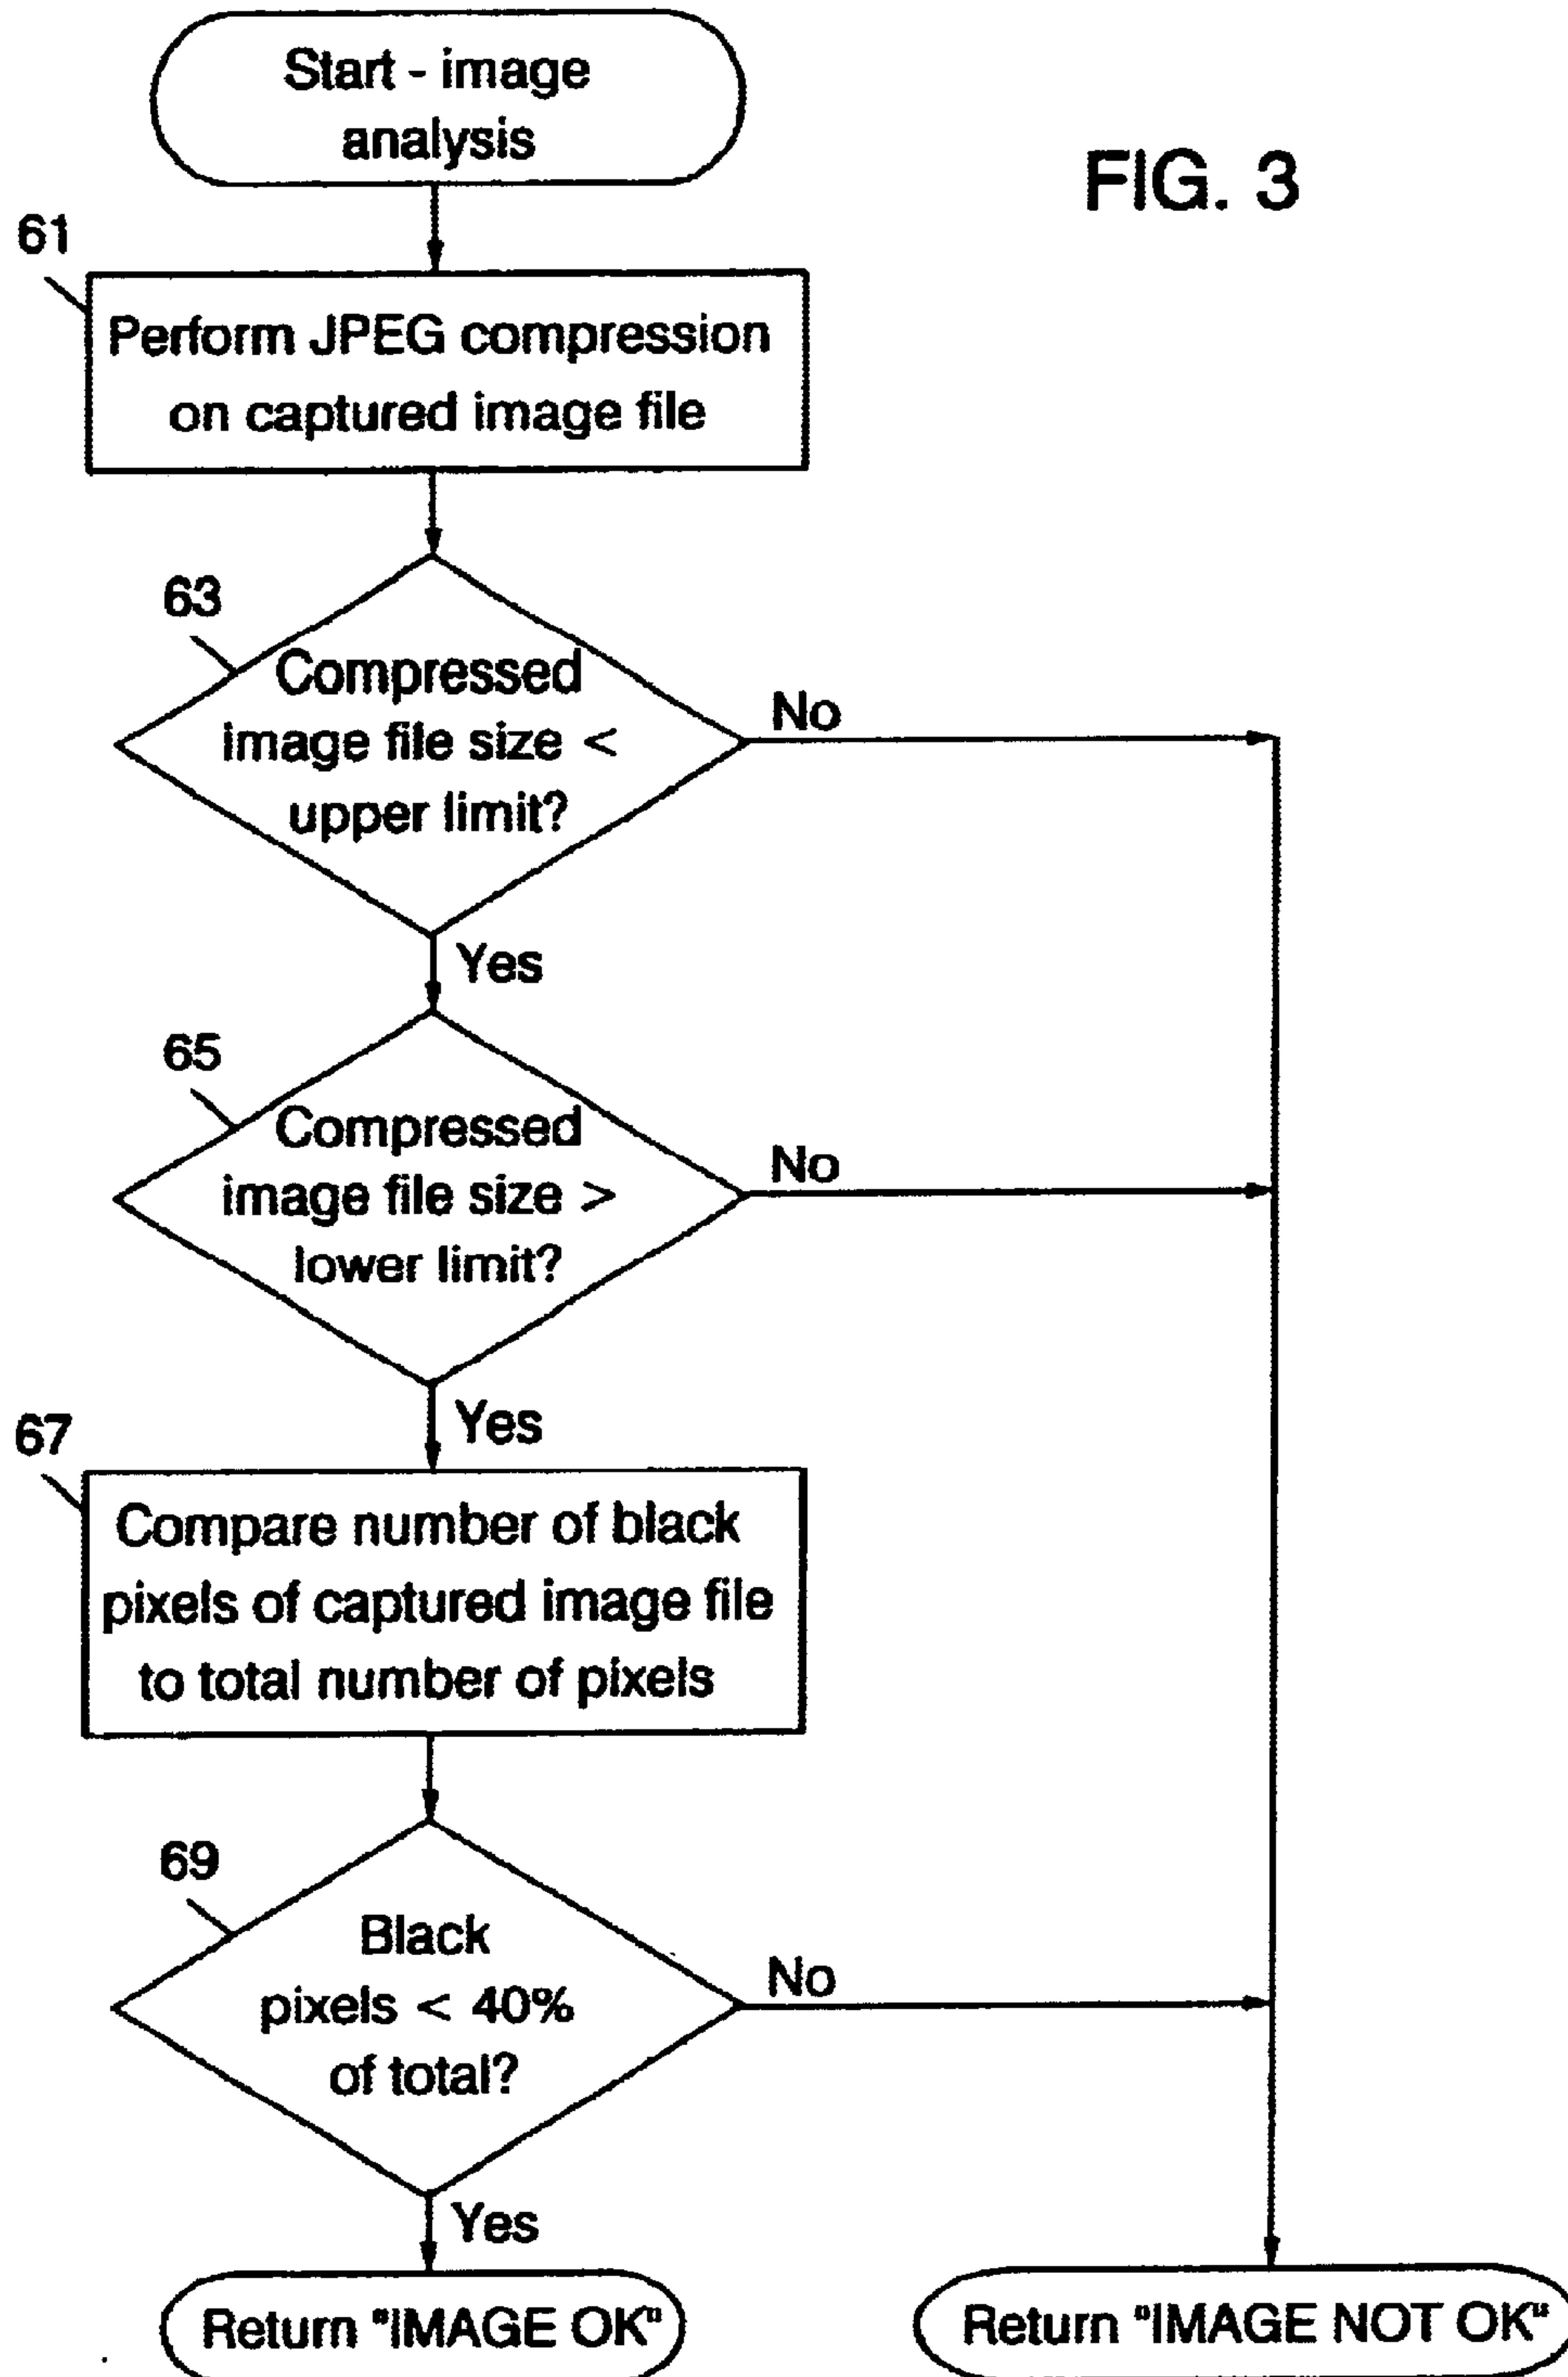 Start - image
analysis
FIG. 3
61
Perform JPEG compression
on captured image file
63
Compressed
image file size <
upper limit?
No
Yes
65
Compressed
image file size >
lower limit?
No
Yes
67
Compare number of black
pixels of captured image file
to total number of pixels
69
Black
pixels < 40%
of total?
No
Yes
Return "IMAGE OK"
Return "IMAGE NOT OK"